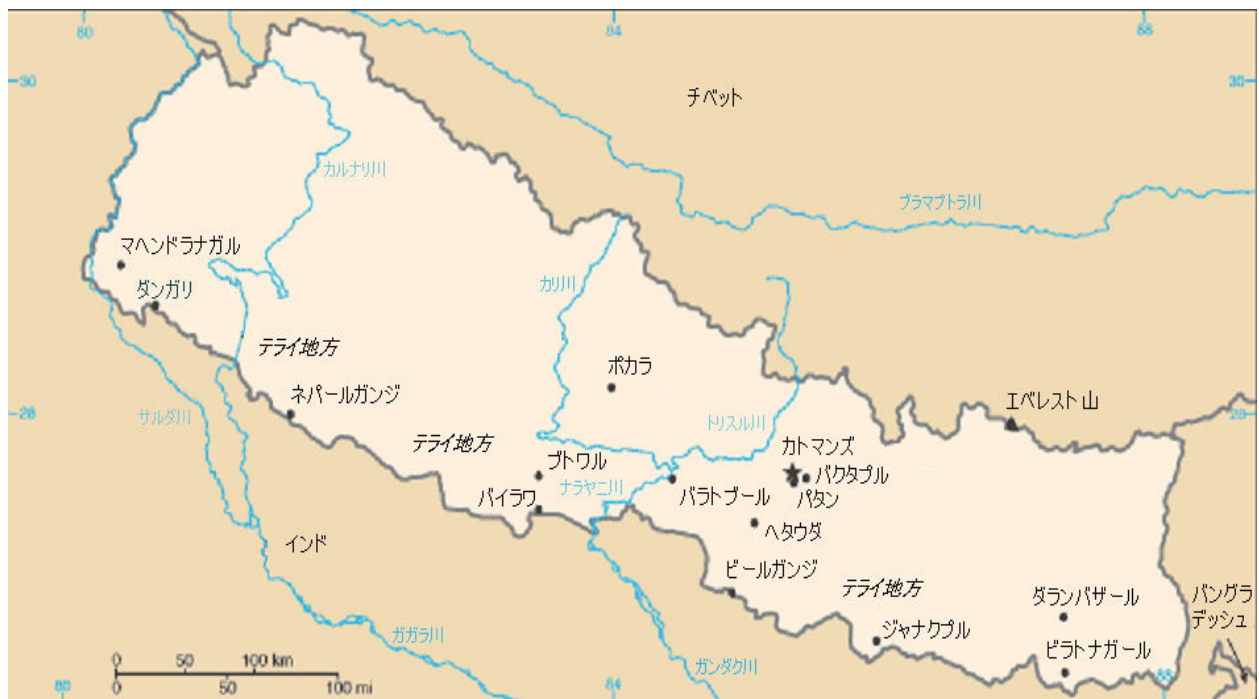 80
84
88
30
30
チベット
カルナリ川
ブラマプトラ川
マヘンドラナガル
カリ川
ダンガリ
テライ地方
ポカラ
ネパールガンジ
エベレスト山
28
28
サルダ川
トリスル川
テライ地方
カトマンズ
ブトワル
バクタプル
ナラヤニ川
バラトプール
パイラワ
パタン
ヘタウダ
インド
ビールガンジ
テライ地方
ダランバザール
バングラ
デッシュ
ガガラ川
ジャナクプル
ビラトナガール
0 50 100 km
ガンダク川
0 50 100 mi
80
84
88